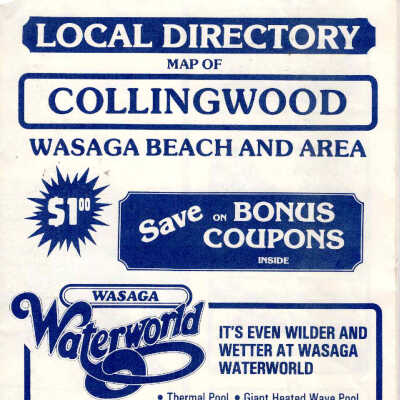 LOCAL DIRECTORY
MAP OF
COLLINGWOOD
WASAGA BEACH AND AREA
$1.00
Save ON BONUS
COUPONS
INSIDE
WASAGA
Waterworld
IT'S EVEN WILDER AND
WETTER AT WASAGA
WATERWORLD
• Thermal Pool • Giant Heated Wave Pool